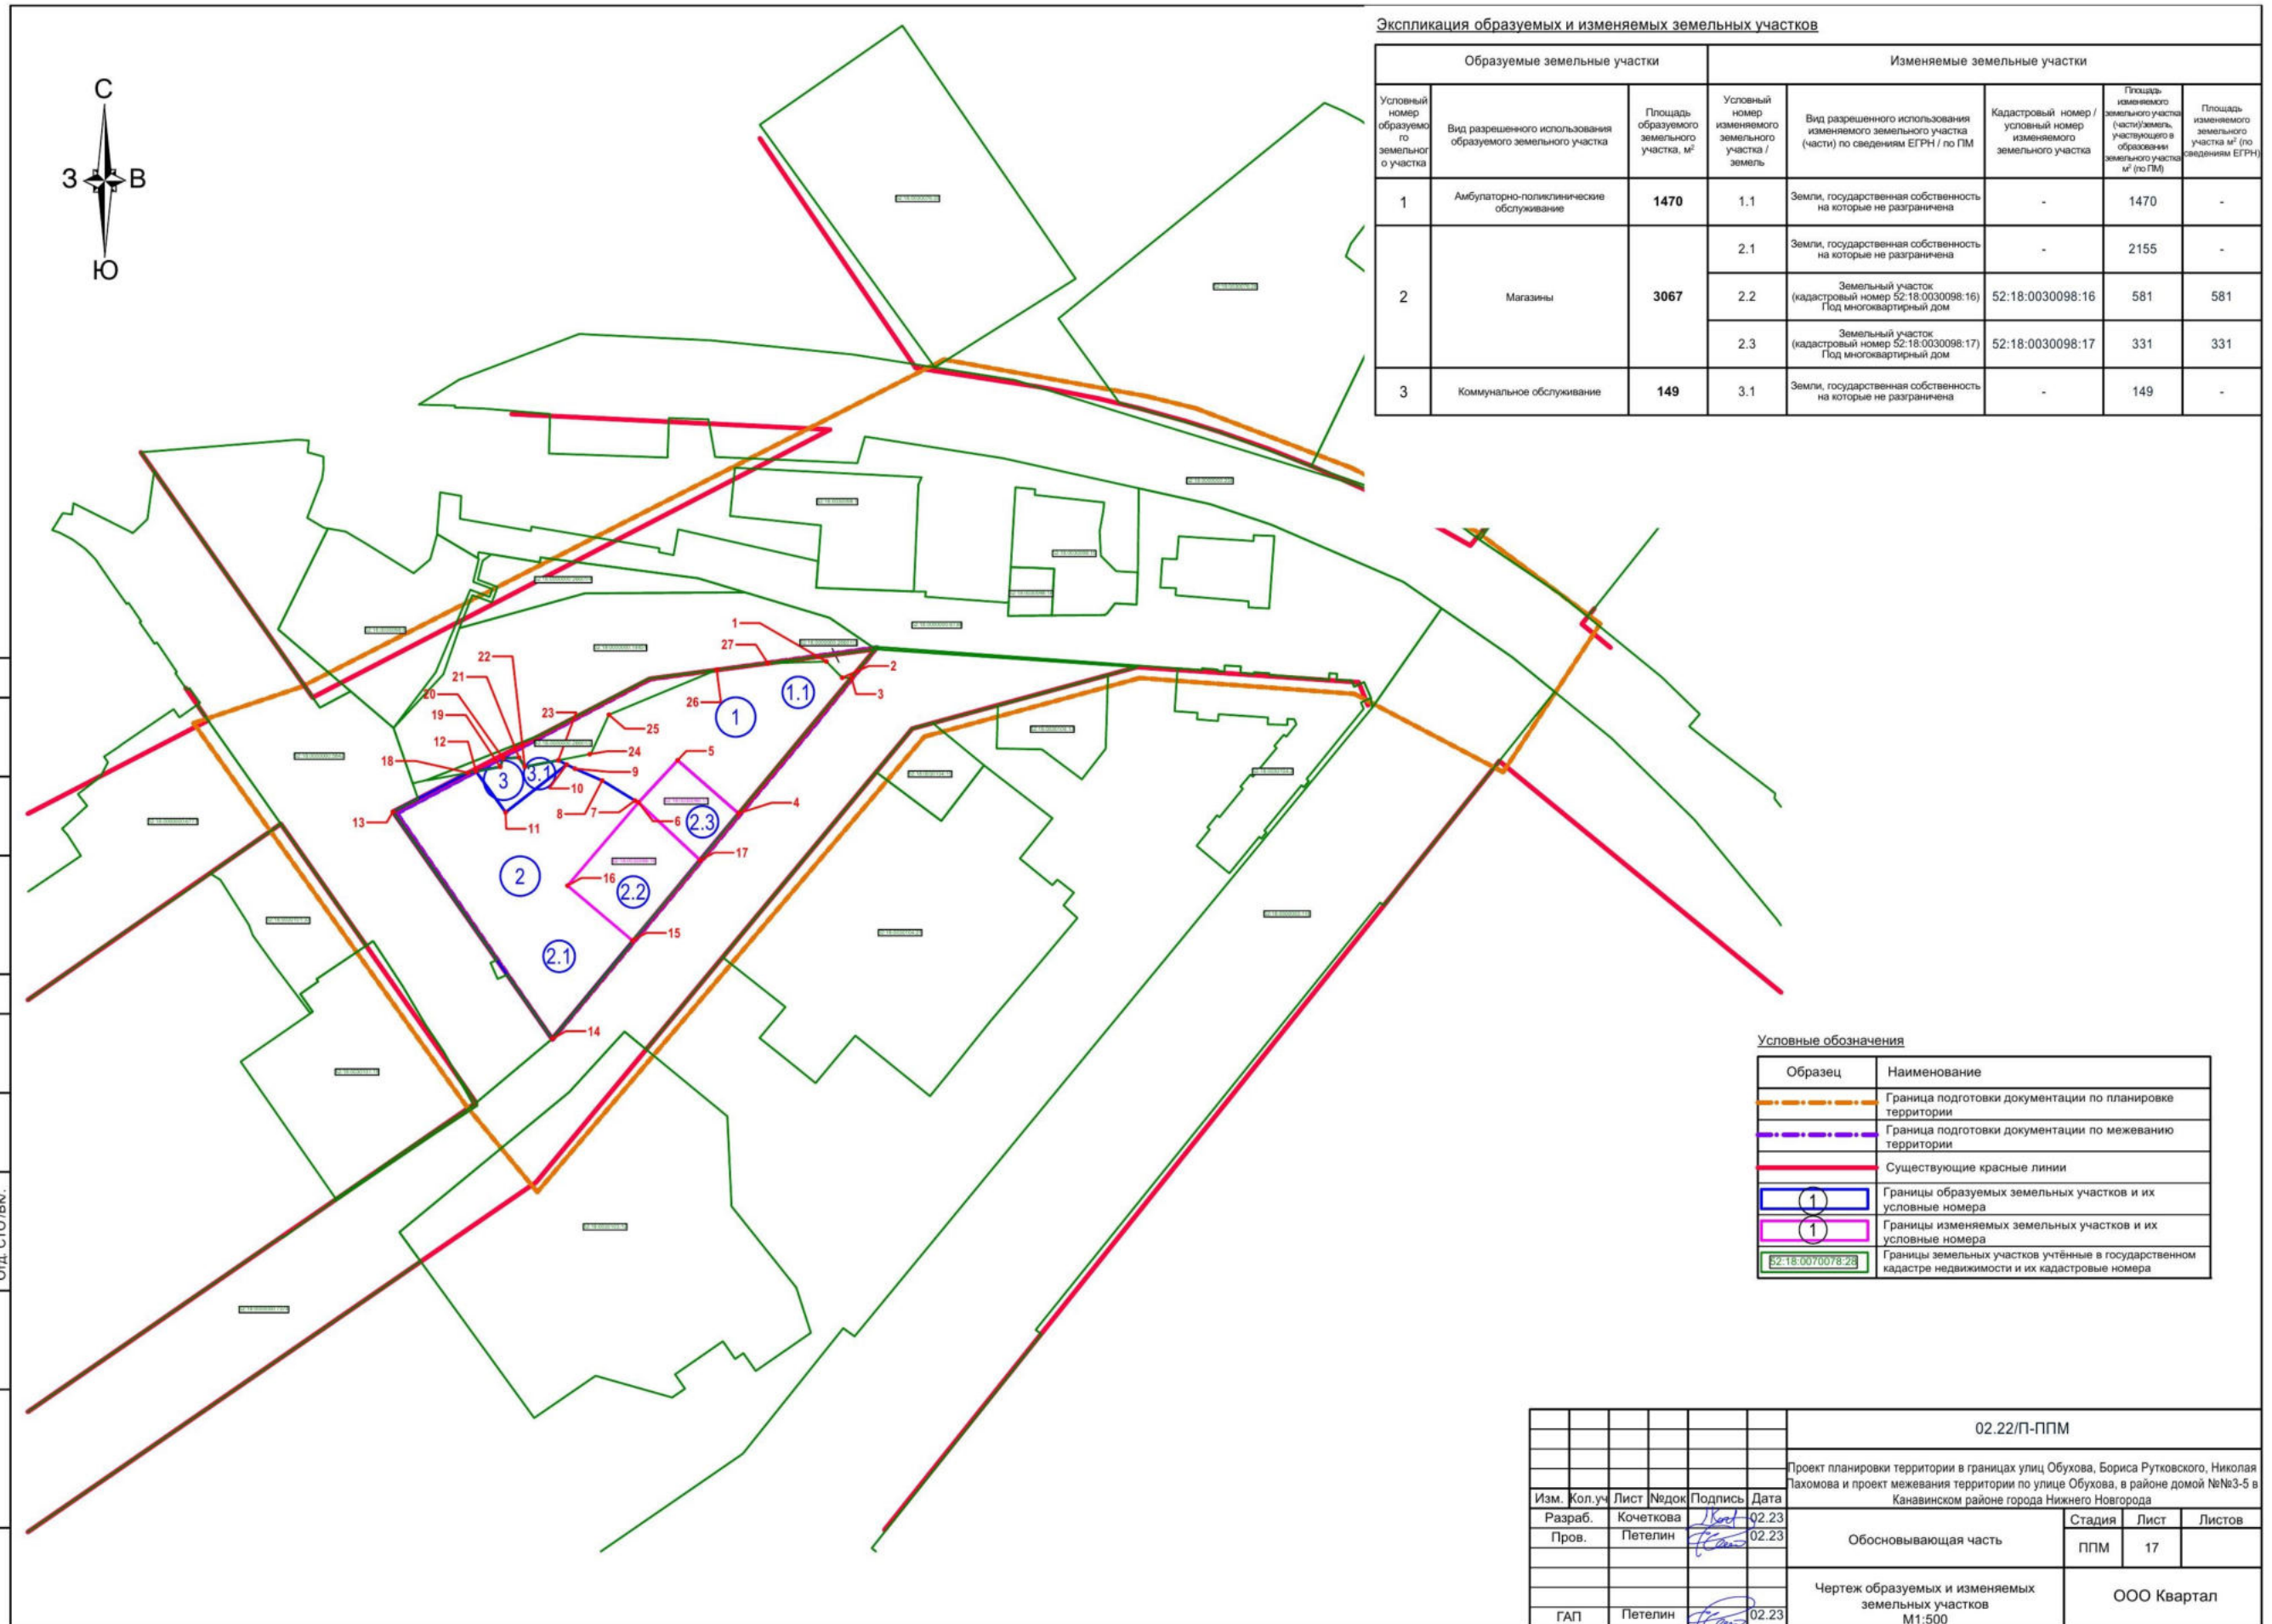 Экспликация образуемых и изменяемых земельных участков
Образуемые земельные участки
Изменяемые земельные участки
Условный
номер
образуемо
го
земельног
о участка
Вид разрешенного использования
образуемого земельного участка
Площадь
образуемого
земельного
участка, м²
Условный
номер
изменяемого
земельного
участка /
земель
Вид разрешенного использования
изменяемого земельного участка
(части) по сведениям ЕГРН / по ПМ
Кадастровый номер /
условный номер
изменяемого
земельного участка
Площадь
изменяемого
земельного участка
(части)/земель,
участвующего в
образовании
земельного участка
м² (по ПМ)
Площадь
изменяемого
земельного
участка м² (по
сведениям ЕГРН)
1
Амбулаторно-поликлиническое
обслуживание
1470
1.1
Земли, государственная собственность
на которые не разграничена
-
1470
-
2
Магазины
3067
2.1
Земли, государственная собственность
на которые не разграничена
-
2155
-
2.2
Земельный участок
(кадастровый номер 52:18:0030098:16)
Под многоквартирный дом
52:18:0030098:16
581
581
2.3
Земельный участок
(кадастровый номер 52:18:0030098:17)
Под многоквартирный дом
52:18:0030098:17
331
331
3
Коммунальное обслуживание
149
3.1
Земли, государственная собственность
на которые не разграничена
-
149
-
С
З
В
Ю
1
27
2
3
22
21
20
19
12
18
13
23
26
25
24
1
1.1
5
9
10
3
3.1
8
7
6
4
11
2.3
17
2
16
2.2
15
2.1
14
Условные обозначения
Образец
Наименование
Граница подготовки документации по планировке
территории
Граница подготовки документации по межеванию
территории
Существующие красные линии
1
Границы образуемых земельных участков и их
условные номера
1
Границы изменяемых земельных участков и их
условные номера
52:18:0070078:28
Границы земельных участков учтённые в государственном
кадастре недвижимости и их кадастровые номера
02.22/П-ППМ
Проект планировки территории в границах улиц Обухова, Бориса Рутковского, Николая
Пахомова и проект межевания территории по улице Обухова, в районе домой №№3-5 в
Канавинском районе города Нижнего Новгорода
Изм. Кол.уч Лист №док Подпись Дата
Разраб. Кочеткова 02.23
Пров. Петелин 02.23
Обосновывающая часть
Стадия Лист Листов
ППМ 17
Чертеж образуемых и изменяемых
земельных участков
М1:500
ООО Квартал
ГАП Петелин 02.23